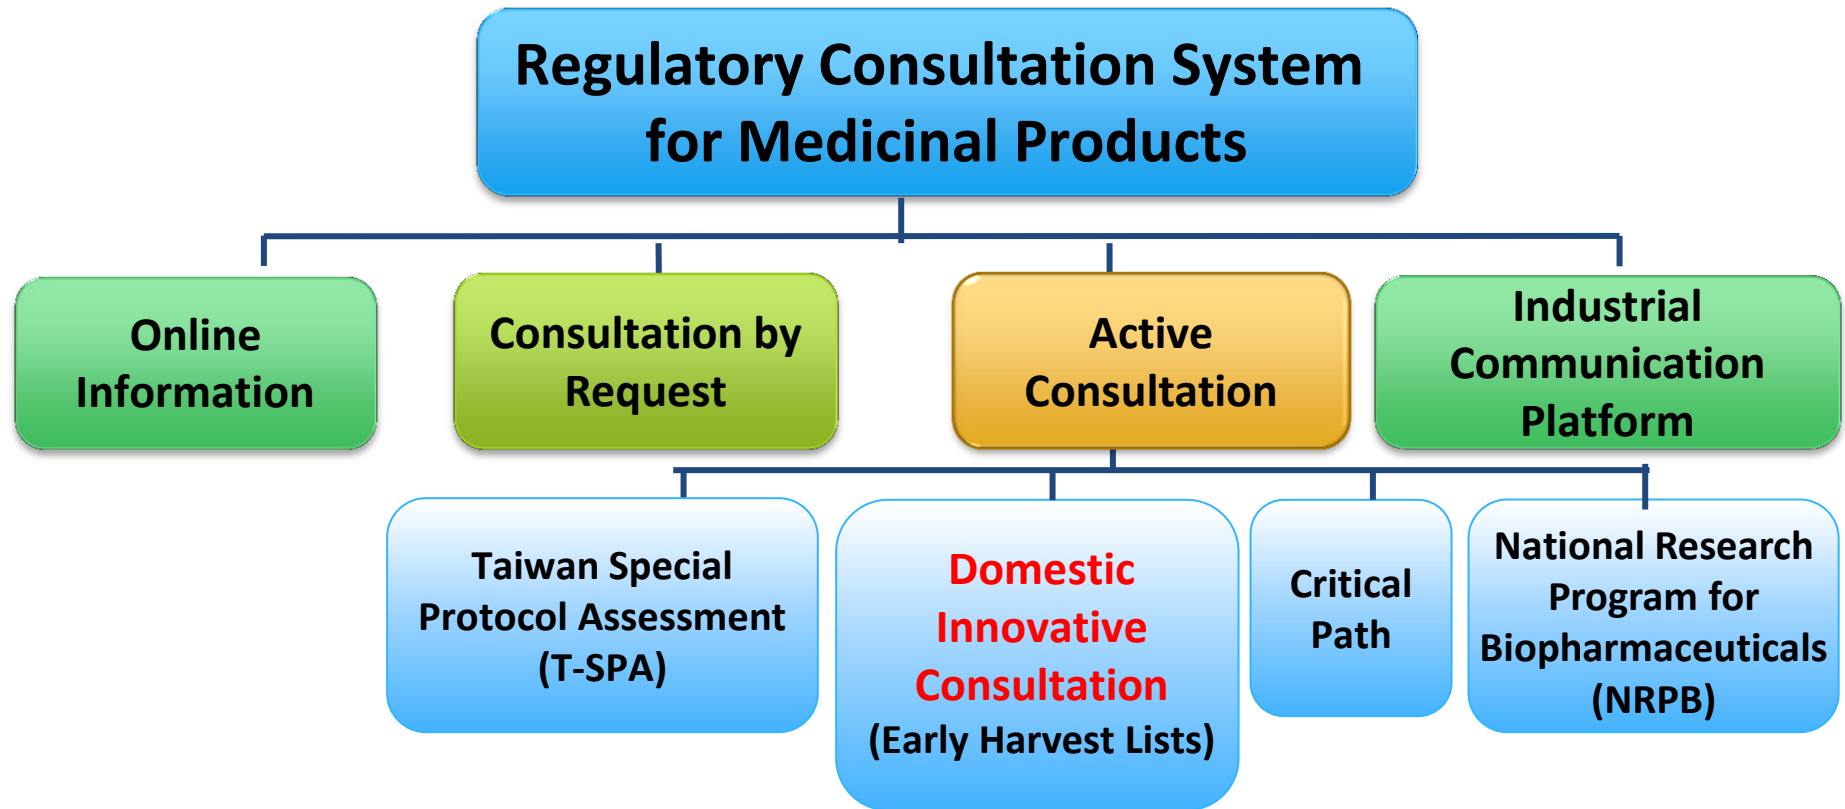 Regulatory Consultation System
for Medicinal Products
Online
Information
Consultation by
Request
Active
Consultation
Industrial
Communication
Platform
Taiwan Special
Protocol Assessment
(T-SPA)
Domestic
Innovative
Consultation
(Early Harvest Lists)
Critical
Path
National Research
Program for
Biopharmaceuticals
(NRPB)